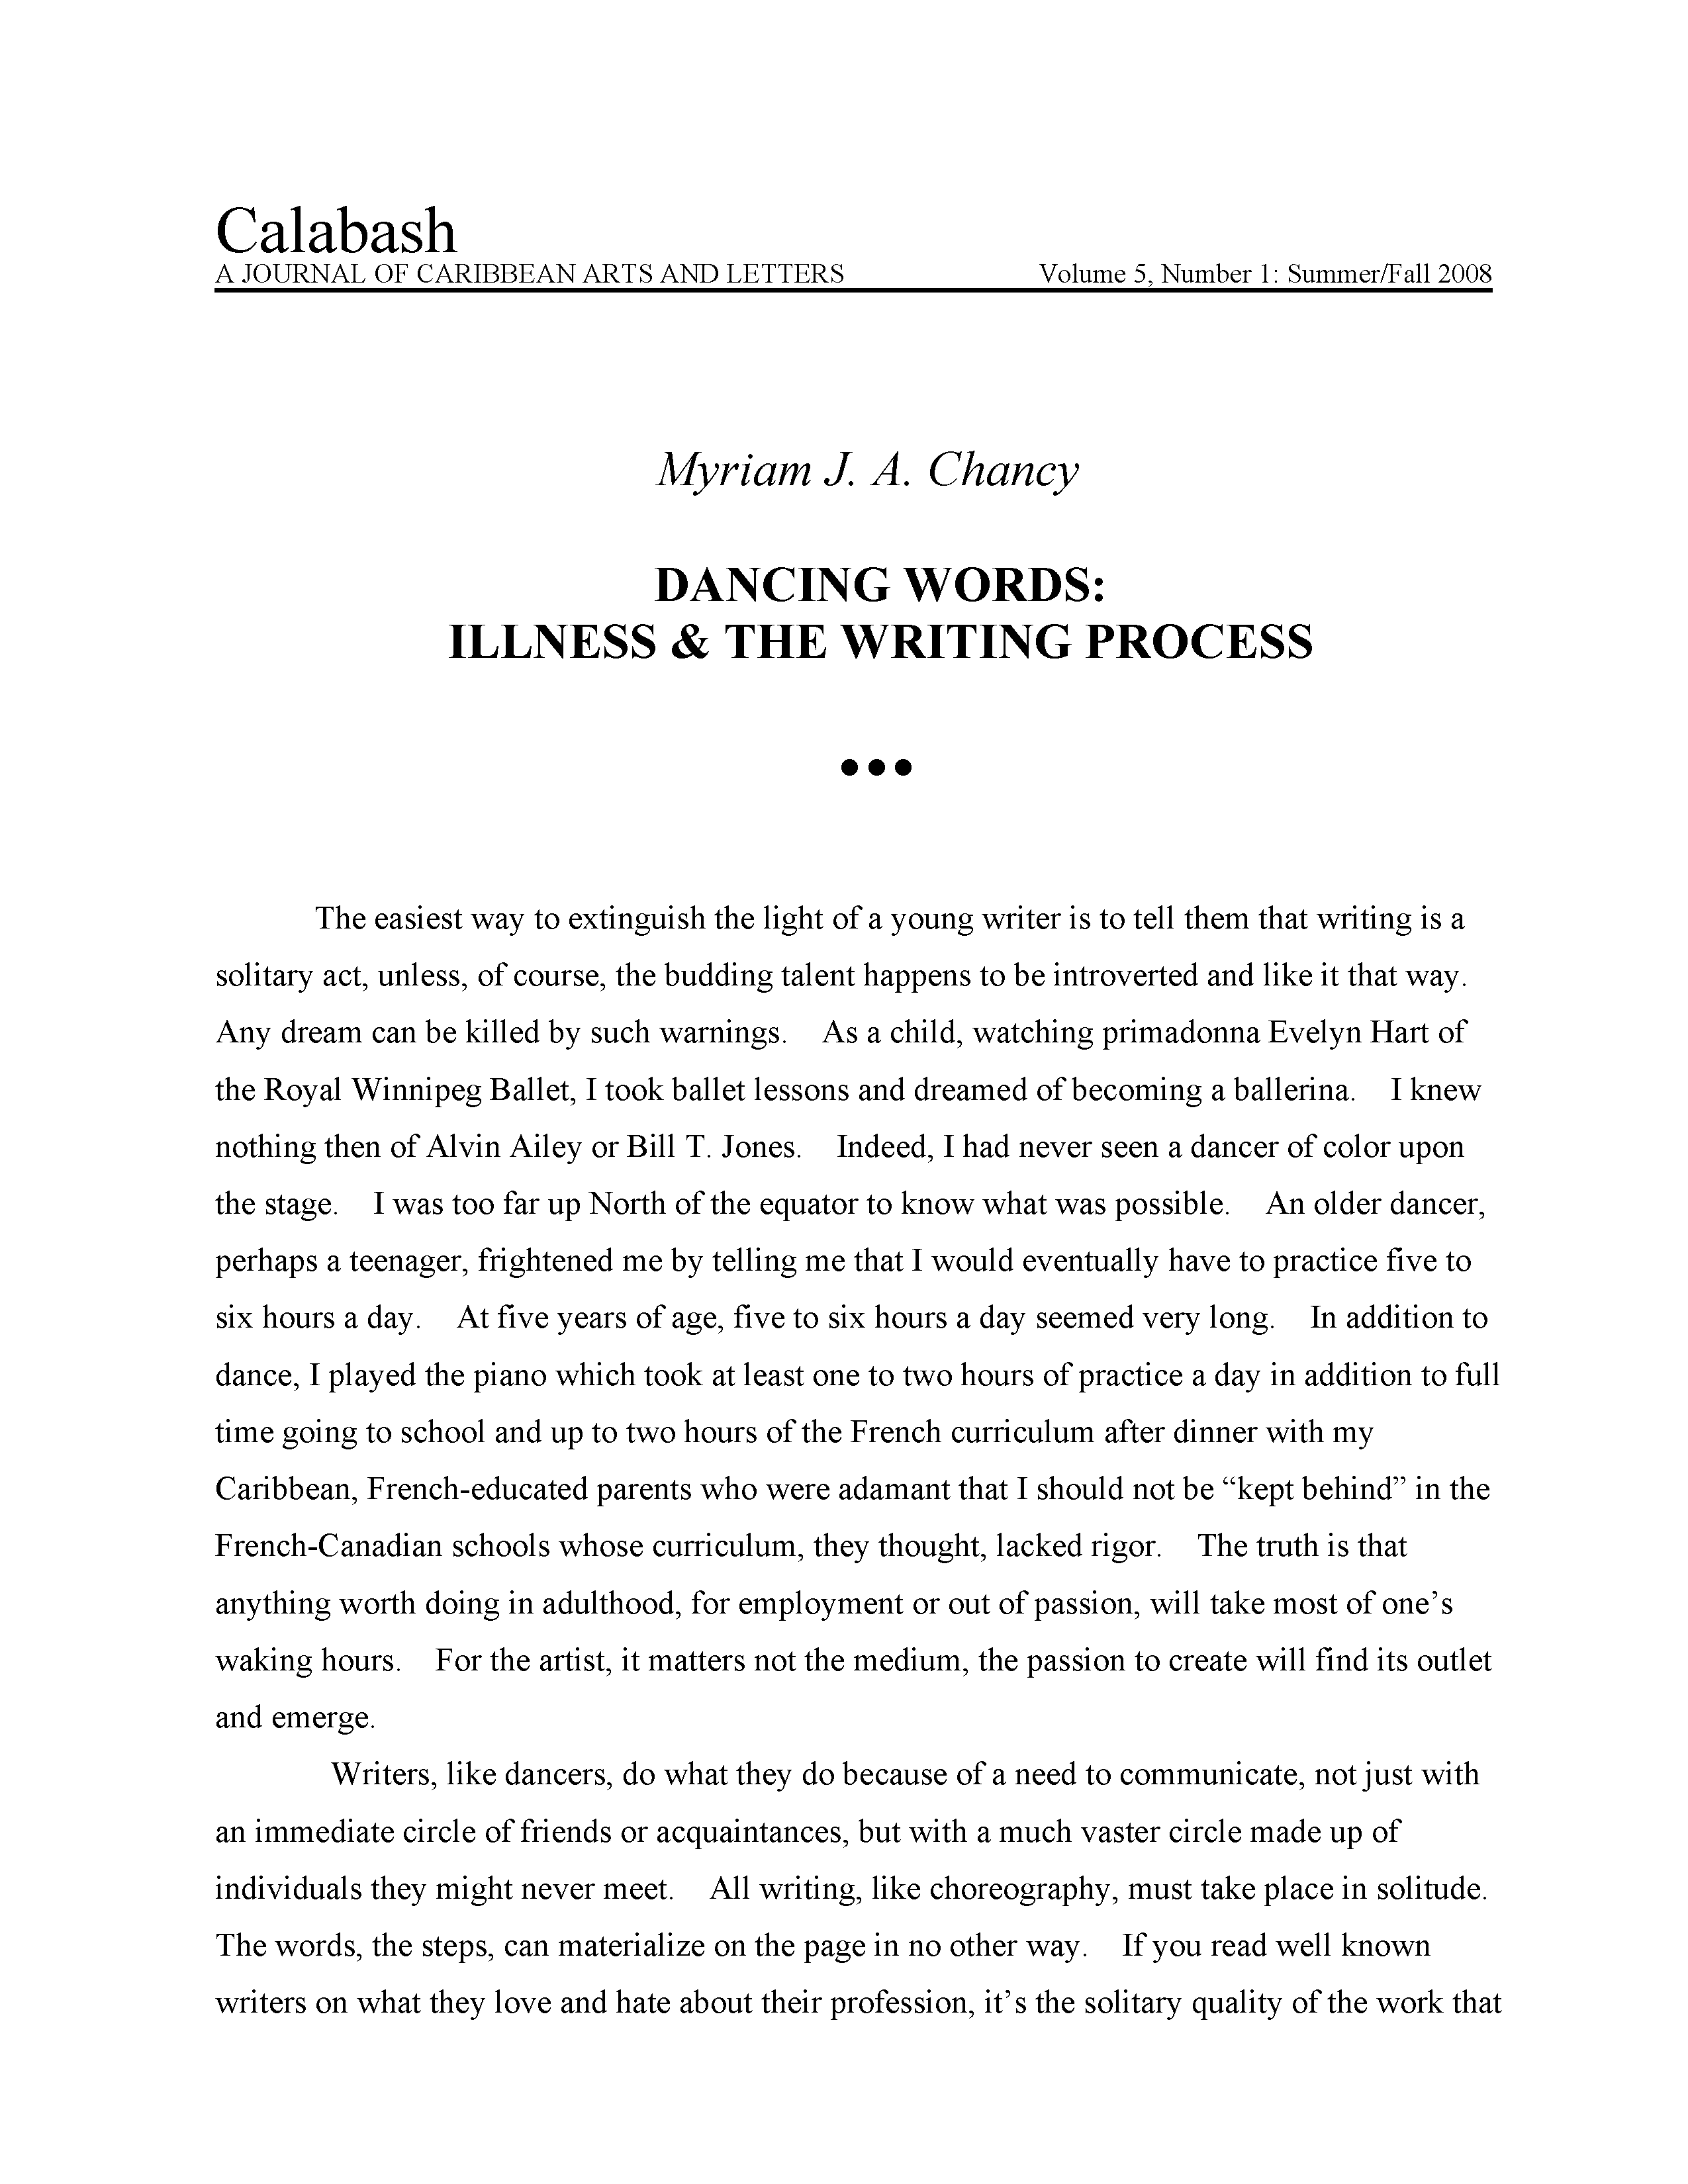 Calabash
A JOURNAL OF CARIBBEAN ARTS AND LETTERS Volume 5, Number 1: Summer/Fall 2008
Myriam J. A. Chancy
DANCING WORDS:
ILLNESS & THE WRITING PROCESS
●●●
The easiest way to extinguish the light of a young writer is to tell them that writing is a
solitary act, unless, of course, the budding talent happens to be introverted and like it that way.
Any dream can be killed by such warnings. As a child, watching primadonna Evelyn Hart of
the Royal Winnipeg Ballet, I took ballet lessons and dreamed of becoming a ballerina. I knew
nothing then of Alvin Ailey or Bill T. Jones. Indeed, I had never seen a dancer of color upon
the stage. I was too far up North of the equator to know what was possible. An older dancer,
perhaps a teenager, frightened me by telling me that I would eventually have to practice five to
six hours a day. At five years of age, five to six hours a day seemed very long. In addition to
dance, I played the piano which took at least one to two hours of practice a day in addition to full
time going to school and up to two hours of the French curriculum after dinner with my
Caribbean, French-educated parents who were adamant that I should not be “kept behind” in the
French-Canadian schools whose curriculum, they thought, lacked rigor. The truth is that
anything worth doing in adulthood, for employment or out of passion, will take most of one’s
waking hours. For the artist, it matters not the medium, the passion to create will find its outlet
and emerge.
Writers, like dancers, do what they do because of a need to communicate, not just with
an immediate circle of friends or acquaintances, but with a much vaster circle made up of
individuals they might never meet. All writing, like choreography, must take place in solitude.
The words, the steps, can materialize on the page in no other way. If you read well known
writers on what they love and hate about their profession, it’s the solitary quality of the work that